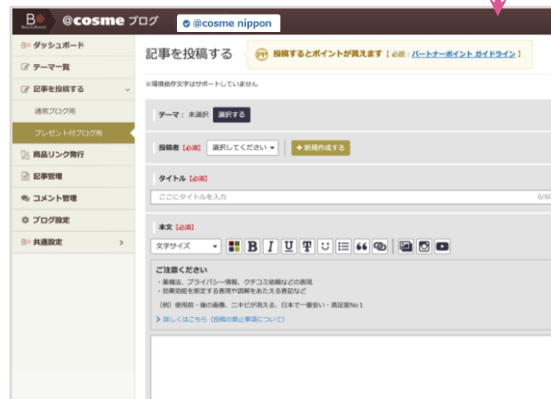 B※ @cosme ブログ
@cosme nippon
B※ ダッシュボード
テーマ一覧
記事を投稿する
通常ブログ用
プレゼント付ブログ用
商品リンク発行
記事管理
コメント管理
ブログ設定
B※ 共通設定
記事を投稿する
PP 投稿するとポイントが貰えます【必読：パートナーポイント ガイドライン】
※環境依存文字はサポートしていません
テーマ： 未選択 選択する
投稿者【必須】 選択してください +新規作成する
タイトル【必須】
ここにタイトルを入力 0/60
本文【必須】
文字サイズ B I U T
ご注意ください
・薬機法、プライバシー情報、クチコミ依頼などの表現
・効果効能を断定する表現や誤解をあたえる表記など
（例）使用前・後の画像、ニキビが消える、日本で一番安い・満足度No1
詳しくはこちら（投稿の禁止事項について）